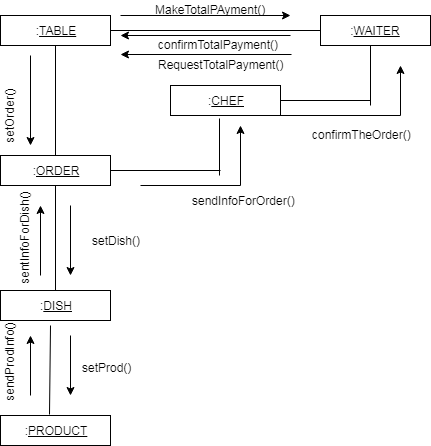 MakeTotalPAyment()
:TABLE
:WAITER
confirmTotalPayment()
RequestTotalPayment()
setOrder()
:CHEF
confirmTheOrder()
:ORDER
sendInfoForOrder()
sentInfoForDish()
setDish()
:DISH
sendProdInfo()
setProd()
:PRODUCT